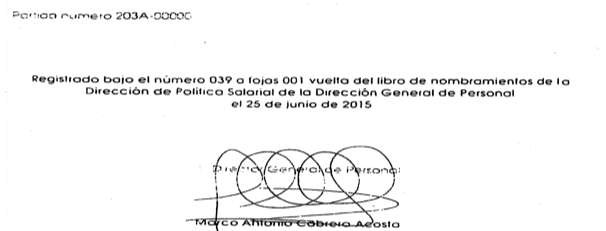 Partida número 203A-00000
Registrado bajo el número 039 a fojas 001 vuelta del libro de nombramientos de la
Dirección de Política Salarial de la Dirección General de Personal
el 25 de junio de 2015
Director General de Personal
Marco Antonio Cabrera Acosta